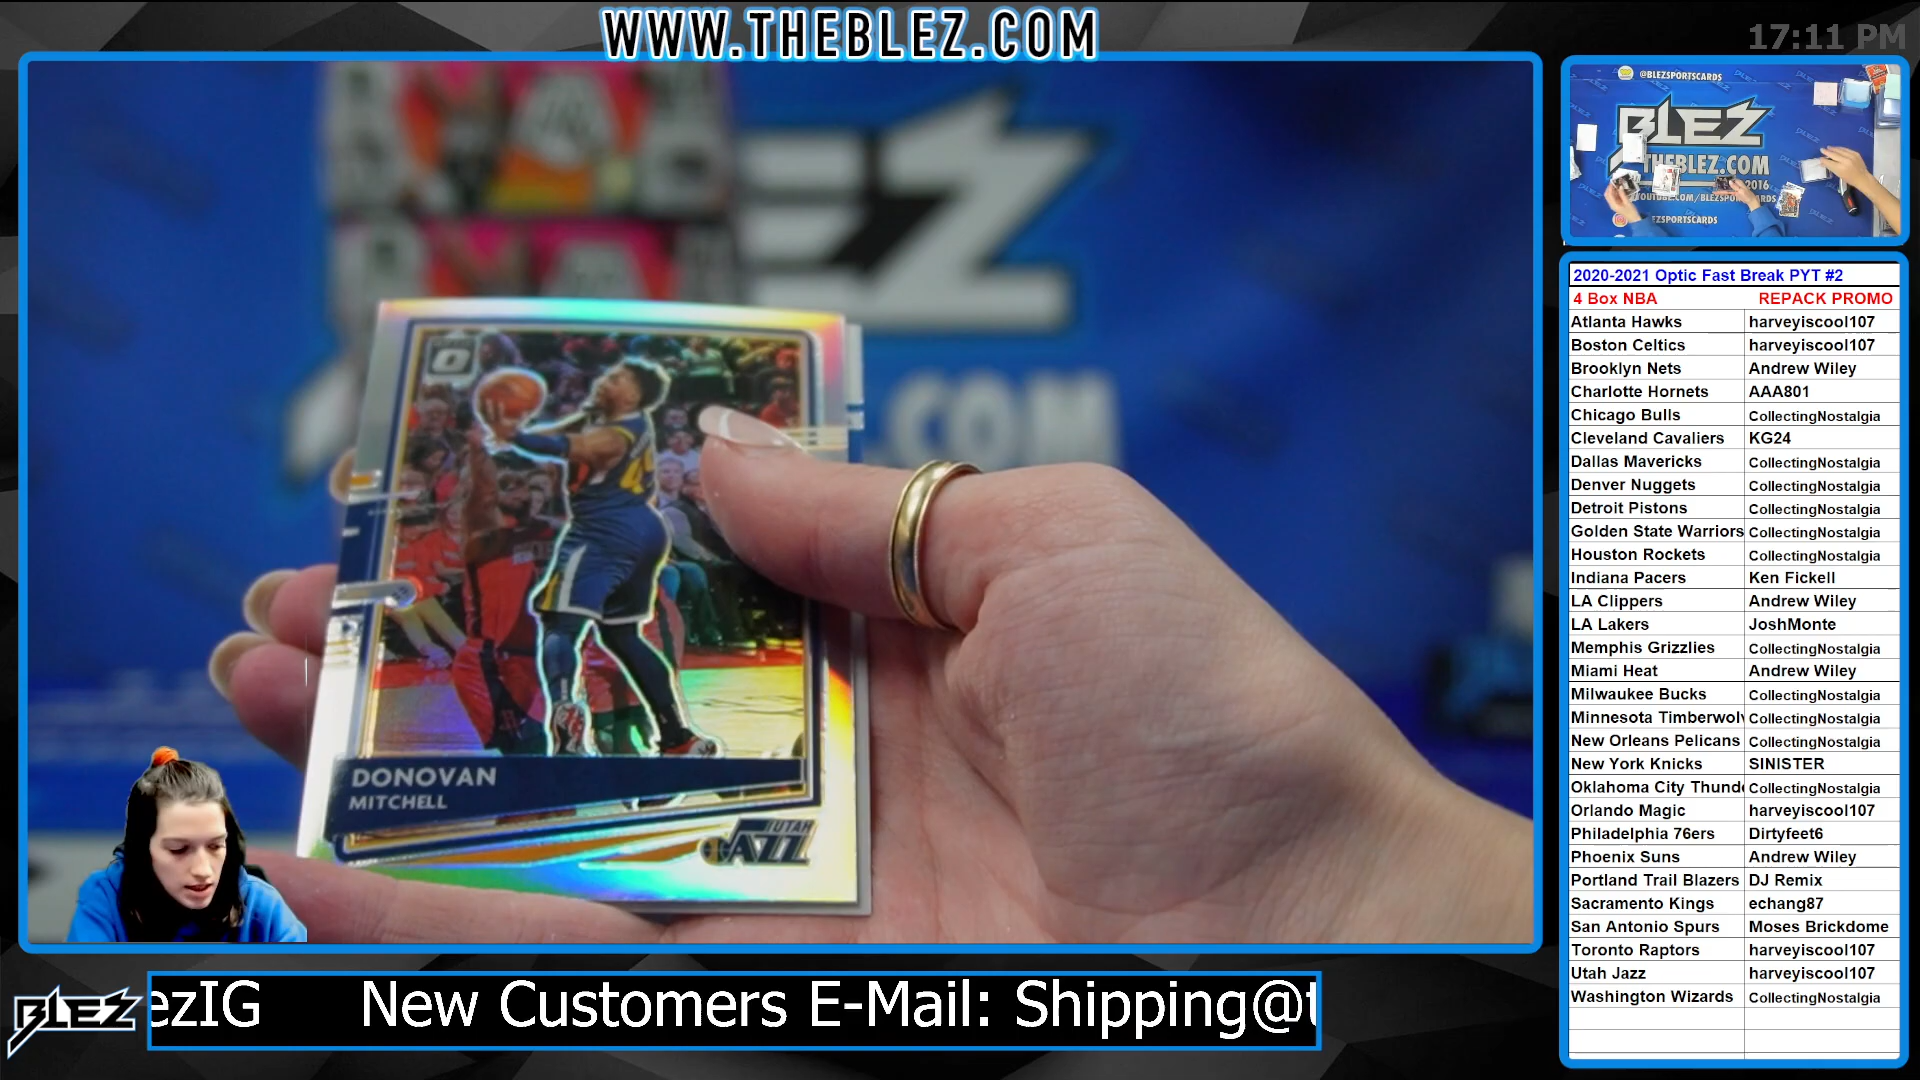 WWW.THEBLEZ.COM
17:11 PM
@BLEZSPORTSCARDS
BLEZ
THEBLEZ.COM
2016
EZSPORTSCARDS
EZ
.COM
DONOVAN
MITCHELL
UTAH
JAZZ
2020-2021 Optic Fast Break PYT #2
4 Box NBA REPACK PROMO
Atlanta Hawks harveyiscool107
Boston Celtics harveyiscool107
Brooklyn Nets Andrew Wiley
Charlotte Hornets AAA801
Chicago Bulls CollectingNostalgia
Cleveland Cavaliers KG24
Dallas Mavericks CollectingNostalgia
Denver Nuggets CollectingNostalgia
Detroit Pistons CollectingNostalgia
Golden State Warriors CollectingNostalgia
Houston Rockets CollectingNostalgia
Indiana Pacers Ken Fickell
LA Clippers Andrew Wiley
LA Lakers JoshMonte
Memphis Grizzlies CollectingNostalgia
Miami Heat Andrew Wiley
Milwaukee Bucks CollectingNostalgia
Minnesota Timberwolv CollectingNostalgia
New Orleans Pelicans CollectingNostalgia
New York Knicks SINISTER
Oklahoma City Thunde CollectingNostalgia
Orlando Magic harveyiscool107
Philadelphia 76ers Dirtyfeet6
Phoenix Suns Andrew Wiley
Portland Trail Blazers DJ Remix
Sacramento Kings echang87
San Antonio Spurs Moses Brickdome
Toronto Raptors harveyiscool107
Utah Jazz harveyiscool107
Washington Wizards CollectingNostalgia
BLEZ
ezIG New Customers E-Mail: Shipping@t